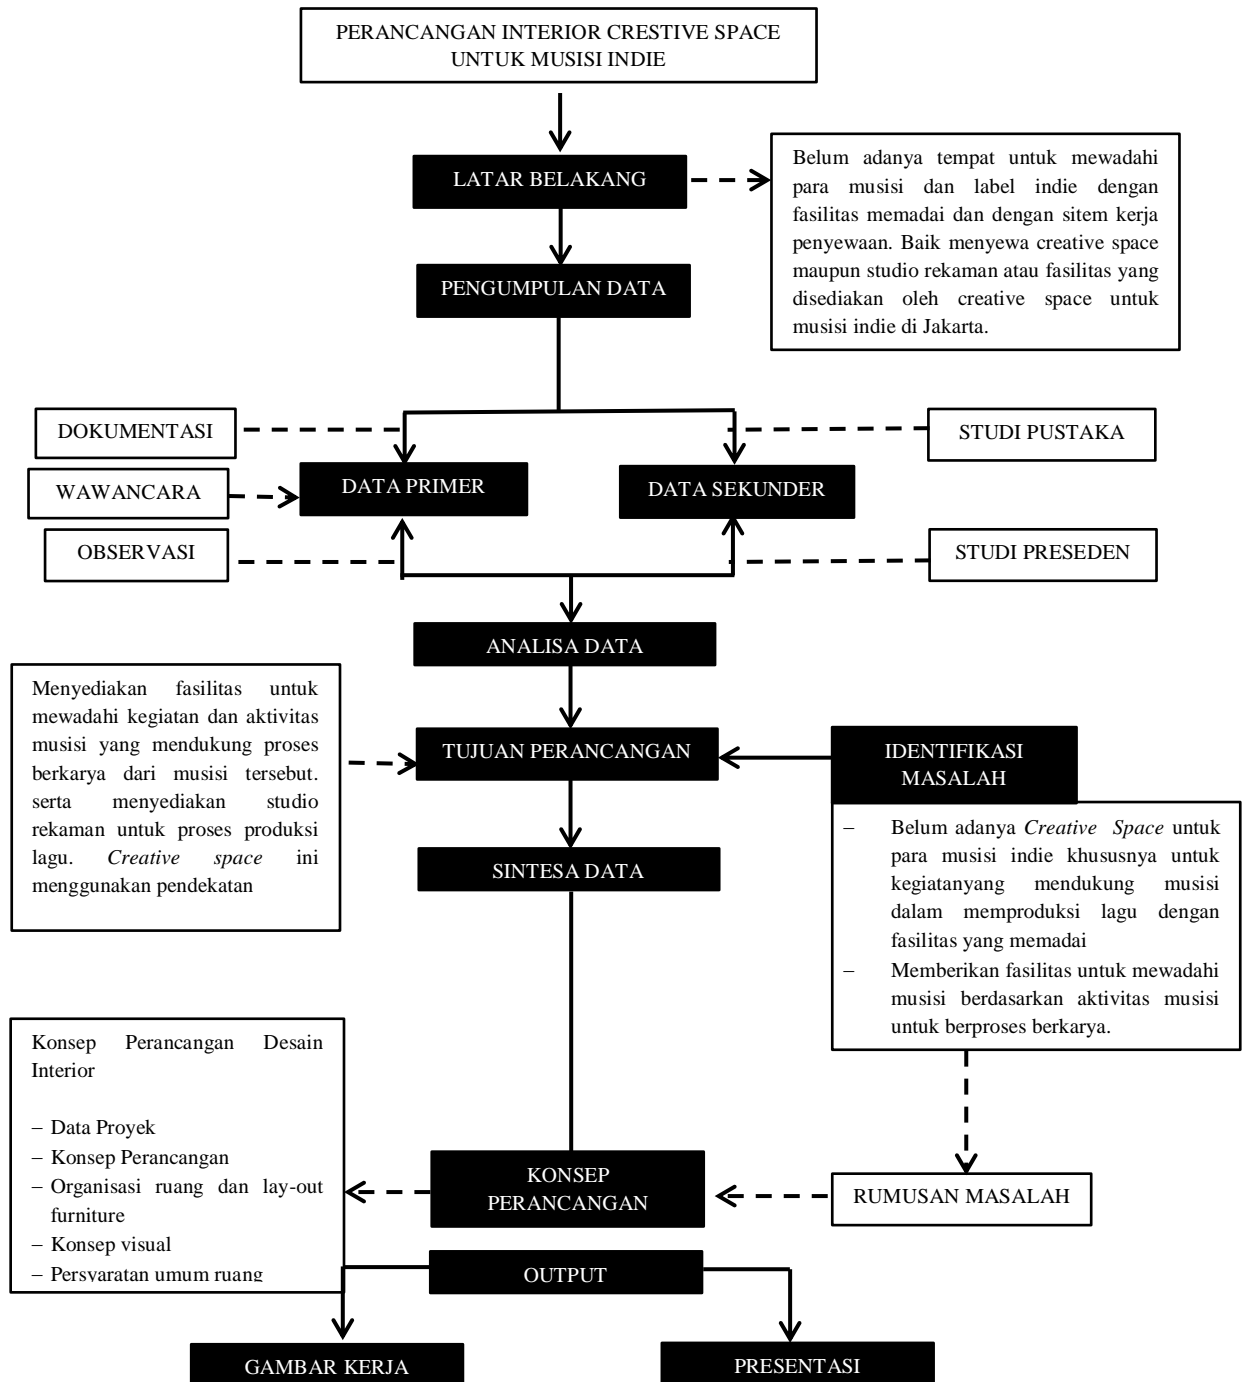 PERANCANGAN INTERIOR CRESTIVE SPACE
UNTUK MUSISI INDIE
LATAR BELAKANG
Belum adanya tempat untuk mewadahi
para musisi dan label indie dengan
fasilitas memadai dan dengan sitem kerja
penyewaan. Baik menyewa creative space
maupun studio rekaman atau fasilitas yang
disediakan oleh creative space untuk
musisi indie di Jakarta.
PENGUMPULAN DATA
DOKUMENTASI
STUDI PUSTAKA
WAWANCARA
DATA PRIMER
DATA SEKUNDER
OBSERVASI
STUDI PRESEDEN
ANALISA DATA
Menyediakan fasilitas untuk
mewadahi kegiatan dan aktivitas
musisi yang mendukung proses
berkarya dari musisi tersebut.
serta menyediakan studio
rekaman untuk proses produksi
lagu. Creative space ini
menggunakan pendekatan
TUJUAN PERANCANGAN
IDENTIFIKASI
MASALAH
– Belum adanya Creative Space untuk
para musisi indie khususnya untuk
kegiatanyang mendukung musisi
dalam memproduksi lagu dengan
fasilitas yang memadai
– Memberikan fasilitas untuk mewadahi
musisi berdasarkan aktivitas musisi
untuk berproses berkarya.
SINTESA DATA
Konsep Perancangan Desain
Interior
– Data Proyek
– Konsep Perancangan
– Organisasi ruang dan lay-out
furniture
– Konsep visual
– Persyaratan umum ruang
KONSEP
PERANCANGAN
RUMUSAN MASALAH
OUTPUT
GAMBAR KERJA
PRESENTASI